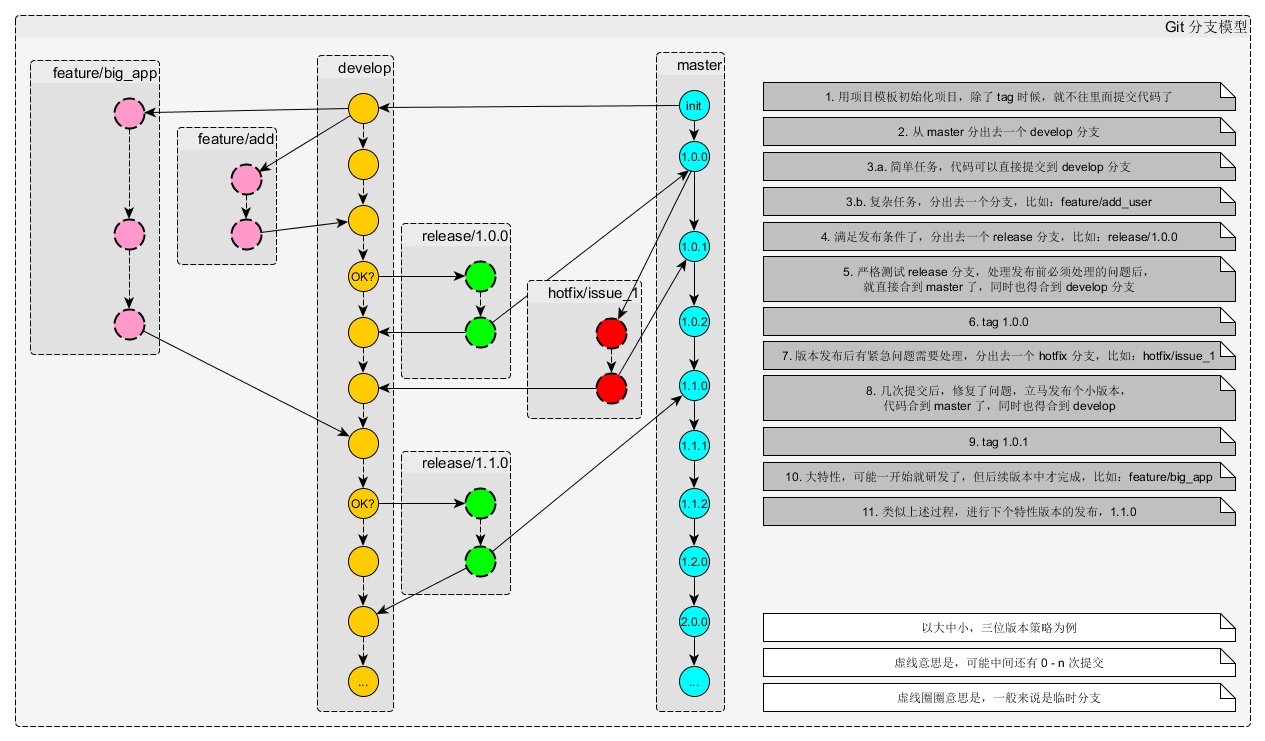 Git 分支模型
feature/big_app
develop
master
feature/add
init
1.0.0
release/1.0.0
1.0.1
OK?
hotfix/issue_1
1.0.2
1.1.0
1.1.1
release/1.1.0
OK?
1.1.2
1.2.0
2.0.0
...
...
1. 用项目模板初始化项目，除了 tag 时候，就不往里面提交代码了
2. 从 master 分出去一个 develop 分支
3.a. 简单任务，代码可以直接提交到 develop 分支
3.b. 复杂任务，分出去一个分支，比如：feature/add_user
4. 满足发布条件了，分出去一个 release 分支，比如：release/1.0.0
5. 严格测试 release 分支，处理发布前必须处理的问题后，
就直接合到 master 了，同时也得合到 develop 分支
6. tag 1.0.0
7. 版本发布后有紧急问题需要处理，分出去一个 hotfix 分支，比如：hotfix/issue_1
8. 几次提交后，修复了问题，立马发布个小版本，
代码合到 master 了，同时也得合到 develop
9. tag 1.0.1
10. 大特性，可能一开始就研发了，但后续版本中才完成，比如：feature/big_app
11. 类似上述过程，进行下个特性版本的发布，1.1.0
以大中小，三位版本策略为例
虚线意思是，可能中间还有 0 - n 次提交
虚线圈圈意思是，一般来说是临时分支